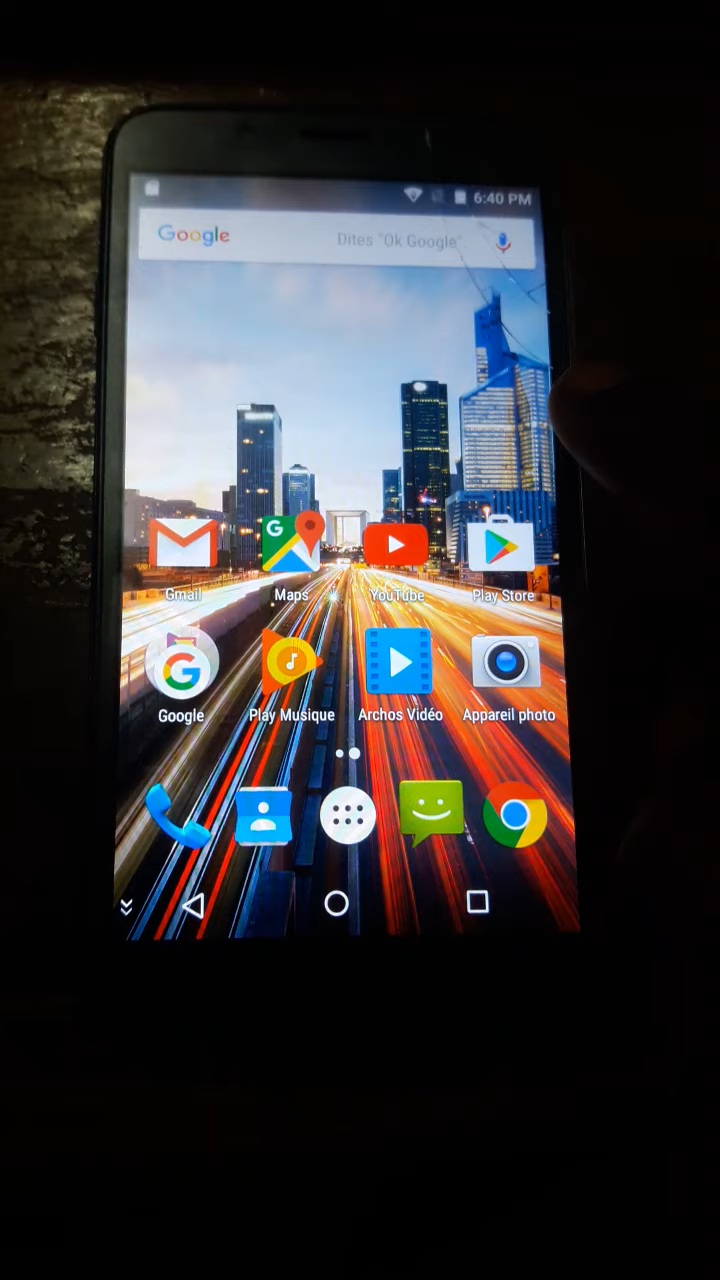 6:40 PM
Google Dites "Ok Google"
G
Gmail Maps YouTube Play Store
G
Google Play Musique Archos Vidéo Appareil photo